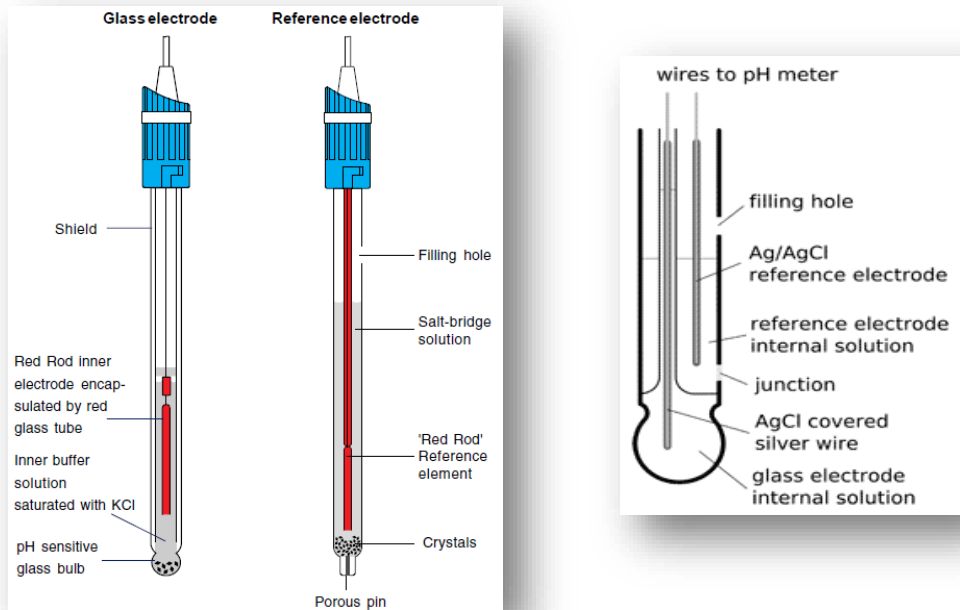 Glass electrode
Reference electrode
Shield
Red Rod inner
electrode encap-
sulated by red
glass tube
Inner buffer
solution
saturated with KCl
pH sensitive
glass bulb
Filling hole
Salt-bridge
solution
'Red Rod'
Reference
element
Crystals
Porous pin
wires to pH meter
filling hole
Ag/AgCl
reference electrode
reference electrode
internal solution
junction
AgCl covered
silver wire
glass electrode
internal solution